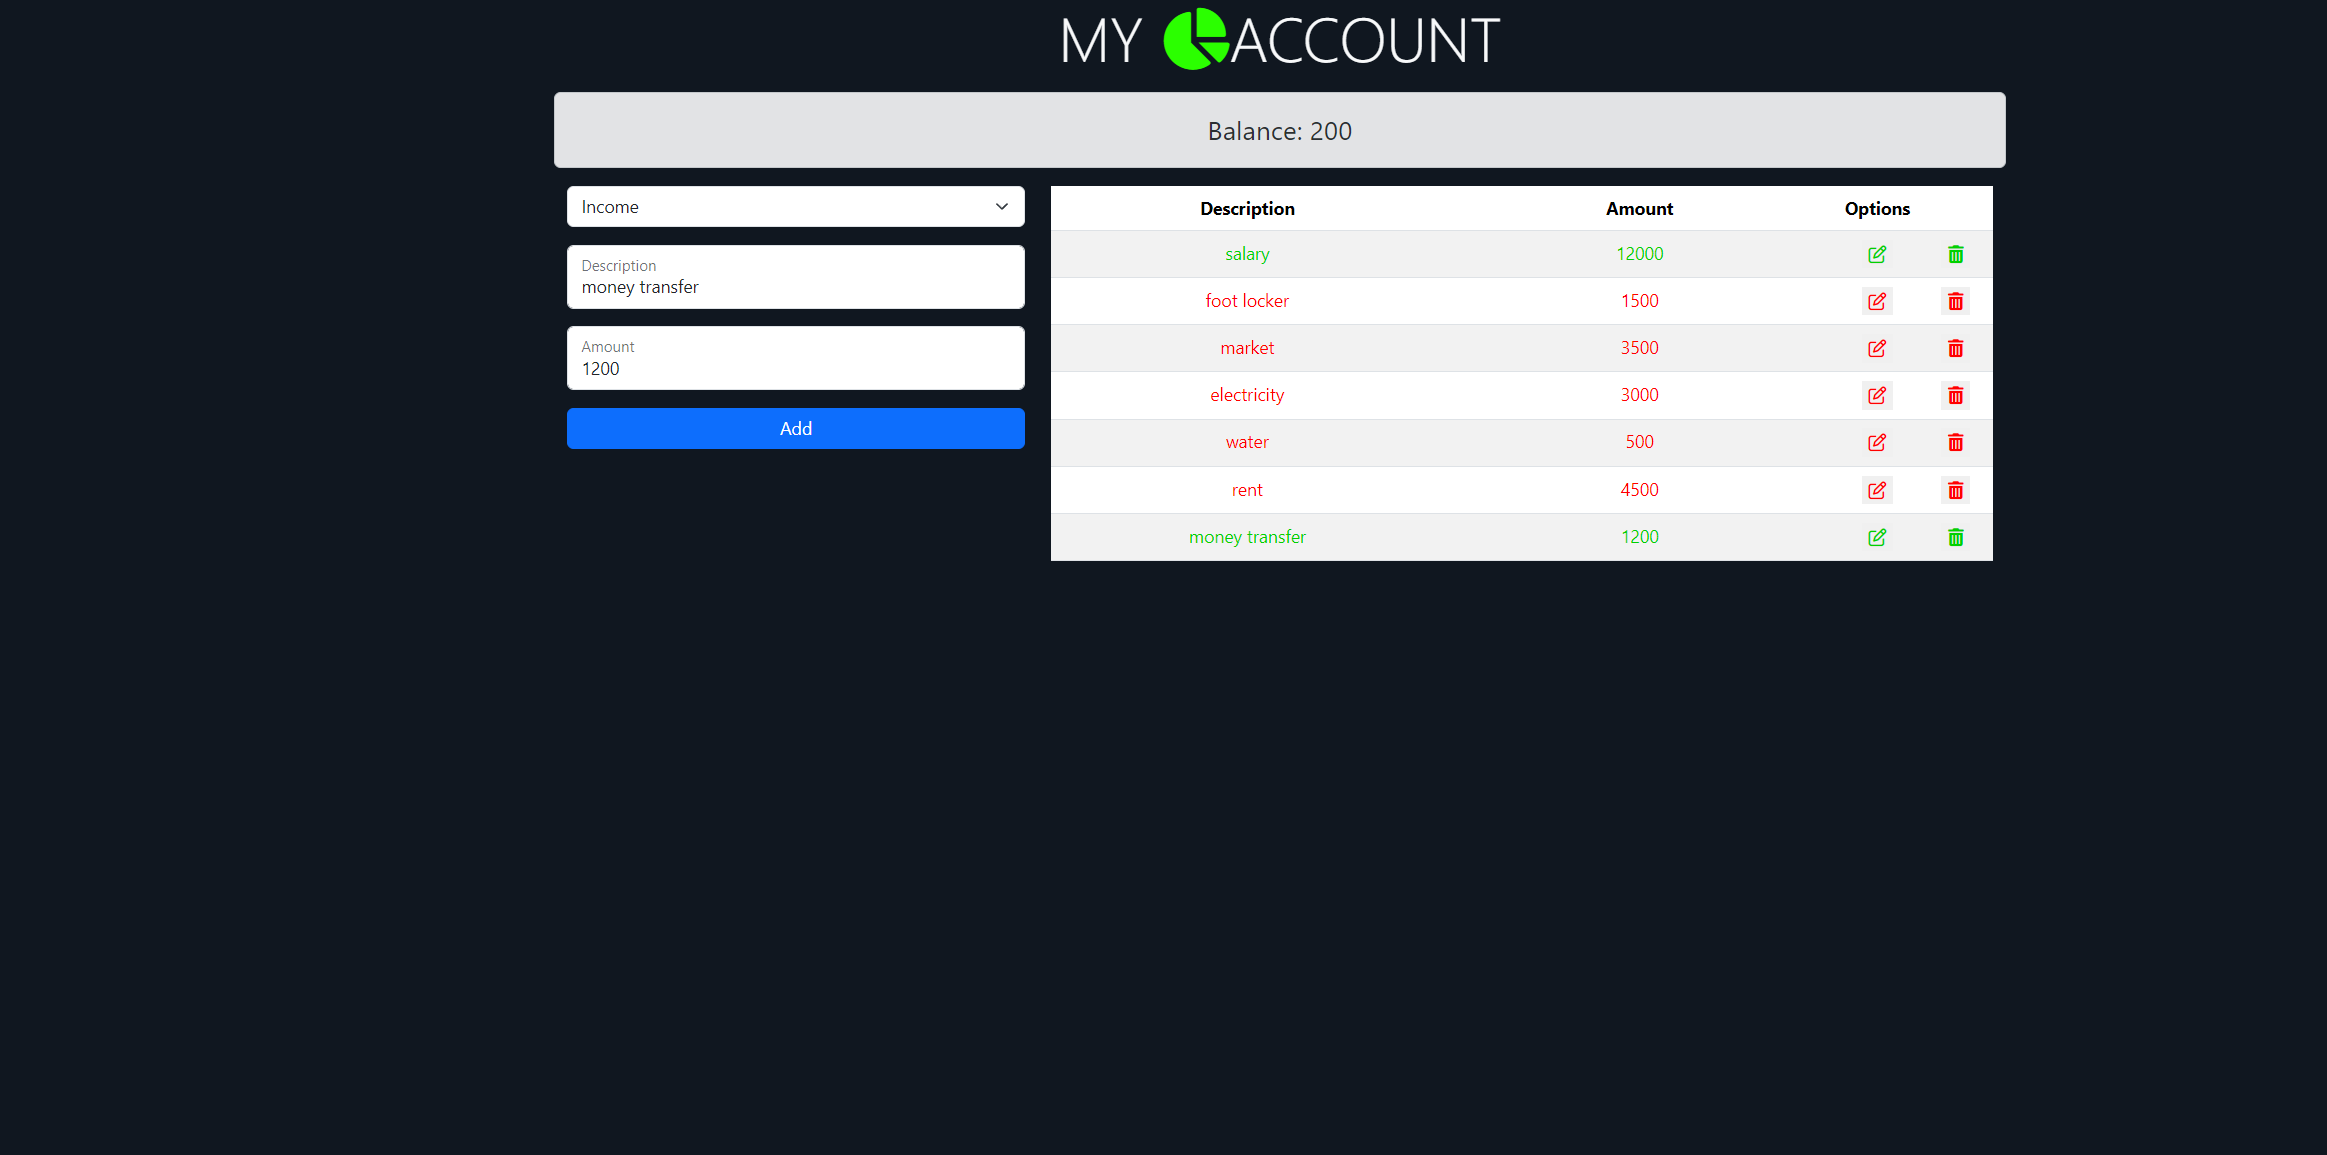 MY ACCOUNT
Balance: 200
Income
Description
money transfer
Amount
1200
Add
Description Amount Options
salary 12000
foot locker 1500
market 3500
electricity 3000
water 500
rent 4500
money transfer 1200